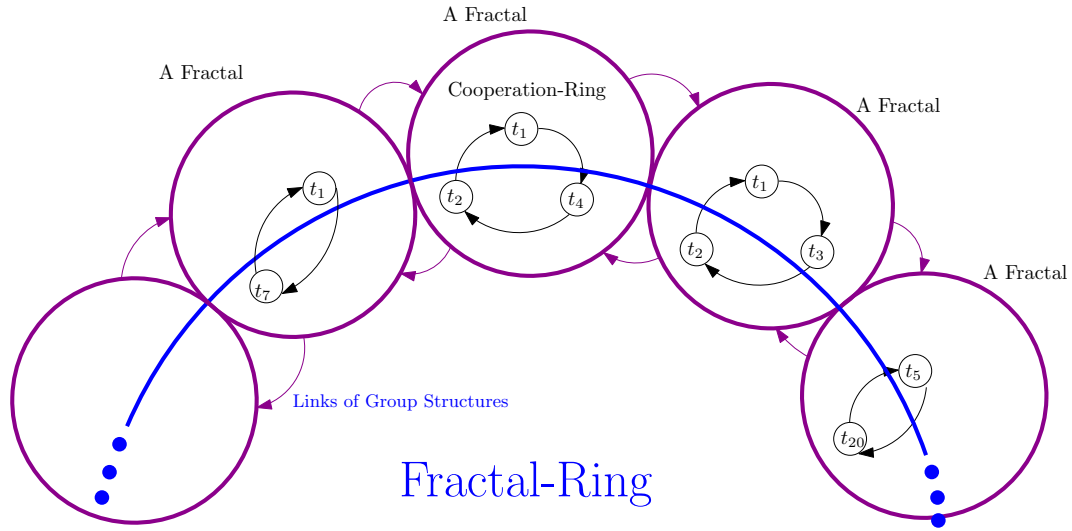 A Fractal
A Fractal
Cooperation-Ring
A Fractal
t1
t2
t4
t1
t7
t1
t2
t3
A Fractal
t5
t20
Links of Group Structures
Fractal-Ring